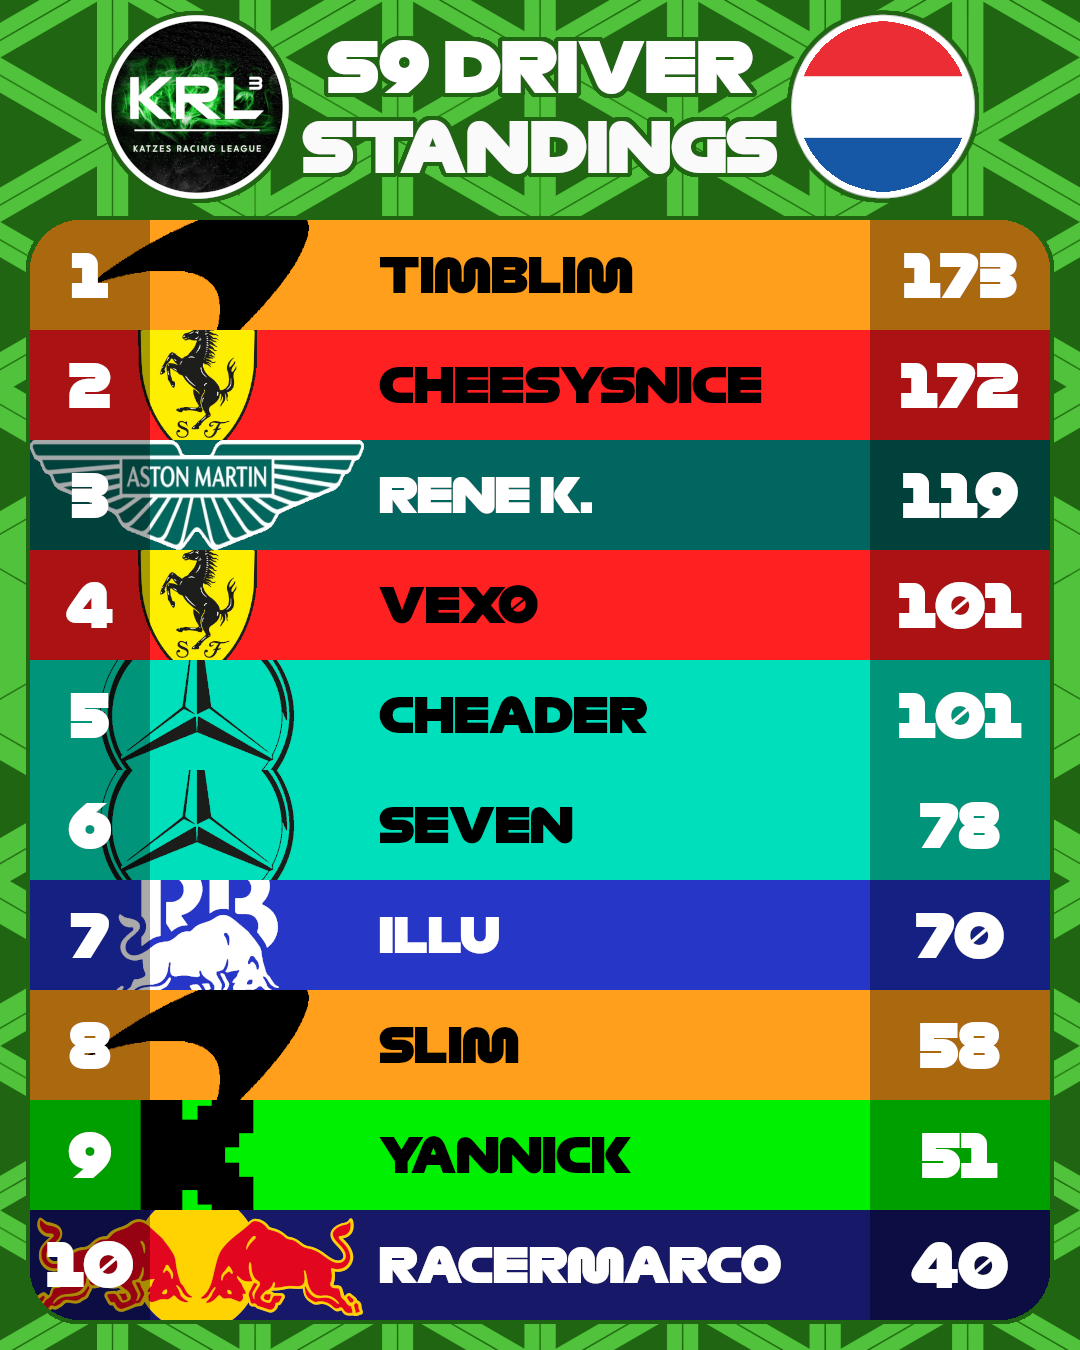 KRL3
KATZES RACING LEAGUE
S9 DRIVER
STANDINGS
1 TIMBLIM 173
2 S F CHEESYSNICE 172
3 ASTON MARTIN RENE K. 119
4 S F VEXO 101
5 CHEADER 101
6 SEVEN 78
7 RB ILLU 70
8 SLIM 58
9 YANNICK 51
10 RACERMARCO 40